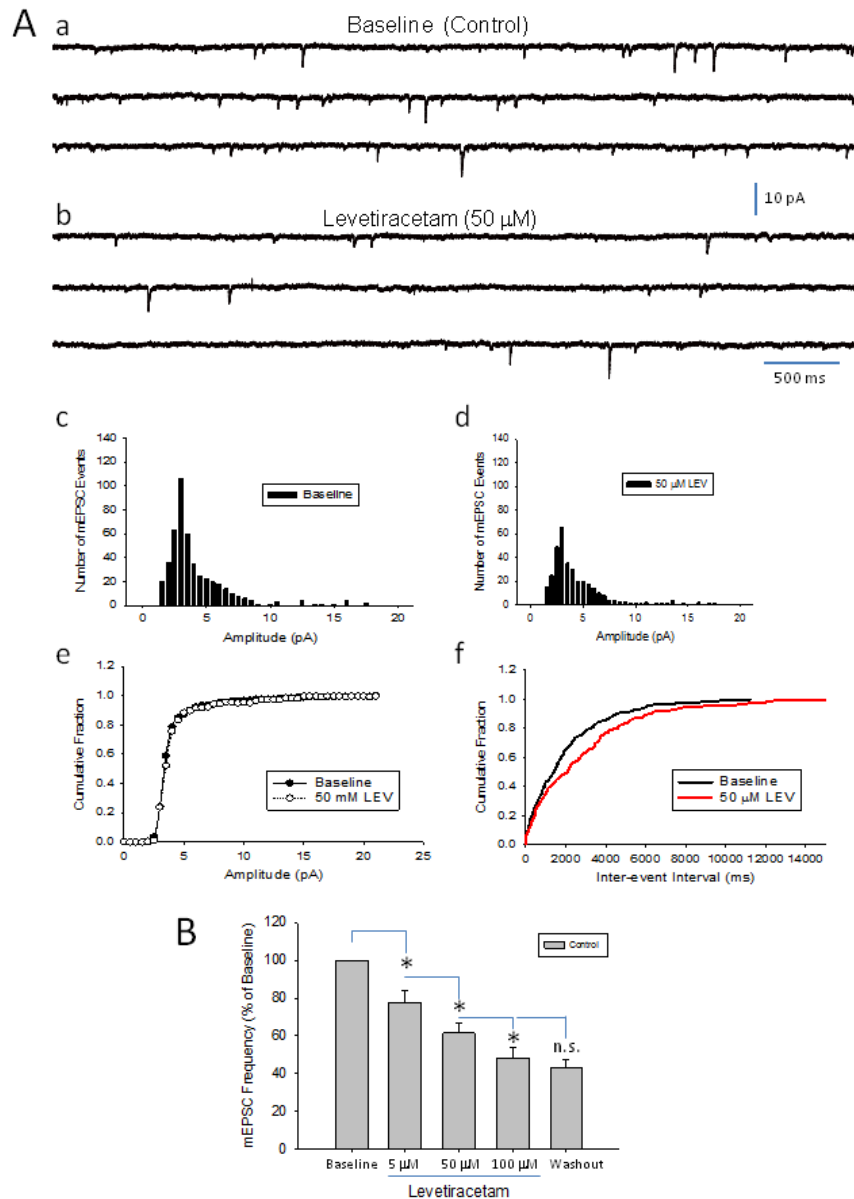 A
a
Baseline (Control)
10 pA
b
Levetiracetam (50 µM)
500 ms
c
Number of mEPSC Events
140
120
100
80
60
40
20
0
Baseline
0 5 10 15 20
Amplitude (pA)
d
Number of mEPSC Events
140
120
100
80
60
40
20
0
50 µM LEV
0 5 10 15 20
Amplitude (pA)
e
Cumulative Fraction
1.2
1.0
0.8
0.6
0.4
0.2
0.0
Baseline
50 mM LEV
0 5 10 15 20 25
Amplitude (pA)
f
Cumulative Fraction
1.2
1.0
0.8
0.6
0.4
0.2
0.0
Baseline
50 µM LEV
0 2000 4000 6000 8000 10000 12000 14000
Inter-event Interval (ms)
B
mEPSC Frequency (% of Baseline)
120
100
80
60
40
20
0
Control
*
*
*
n.s.
Baseline 5 µM 50 µM 100 µM Washout
Levetiracetam